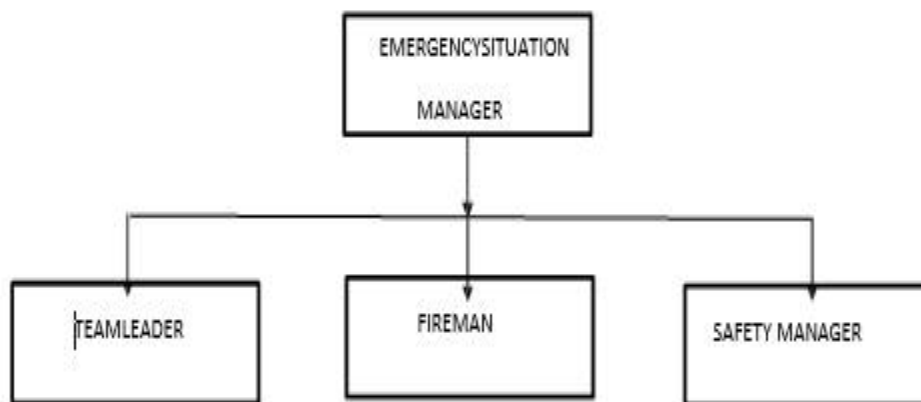 EMERGENCYSITUATION
MANAGER
TEAMLEADER
FIREMAN
SAFETY MANAGER